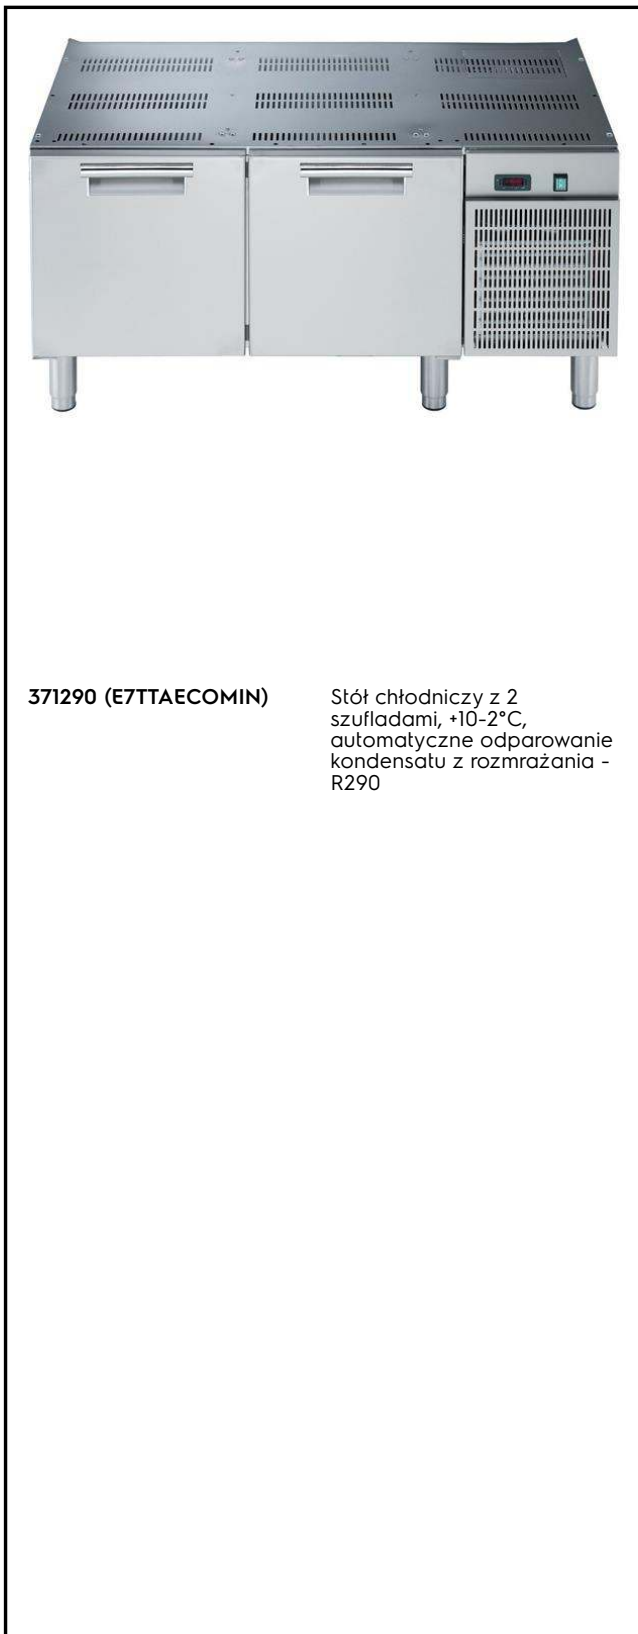 371290 (E7TTAECOMIN)
Stół chłodniczy z 2
szufladami, +10-2°C,
automatyczne odparowanie
kondensatu z rozmrażania -
R290